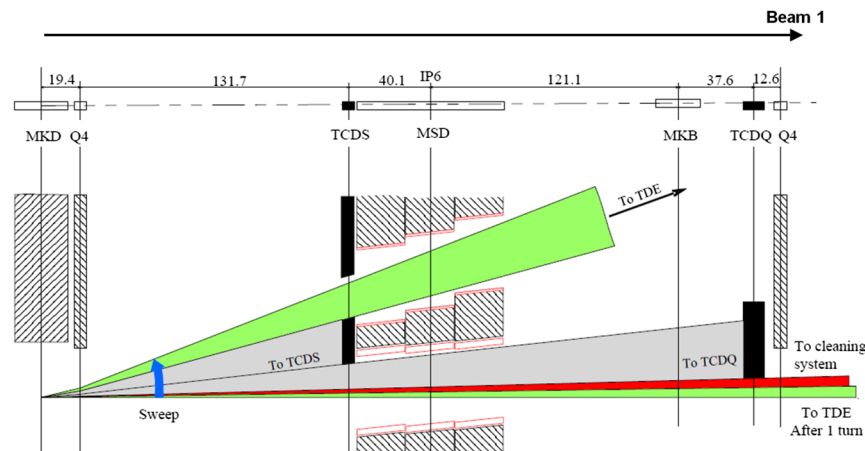 Beam 1
19.4
131.7
40.1
IP6
121.1
37.6
12.6
MKD
Q4
TCDS
MSD
MKB
TCDQ
Q4
To TDE
To TCDS
To TCDQ
To cleaning
system
Sweep
To TDE
After 1 turn